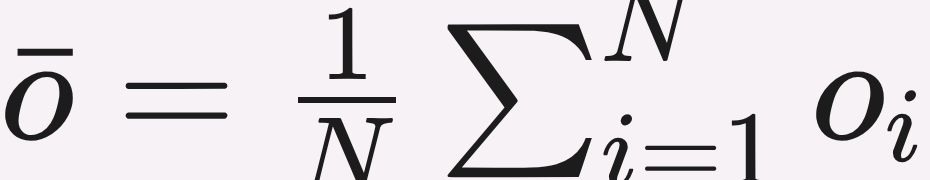 ō = 1/N ∑_{i=1}^{N} o_i